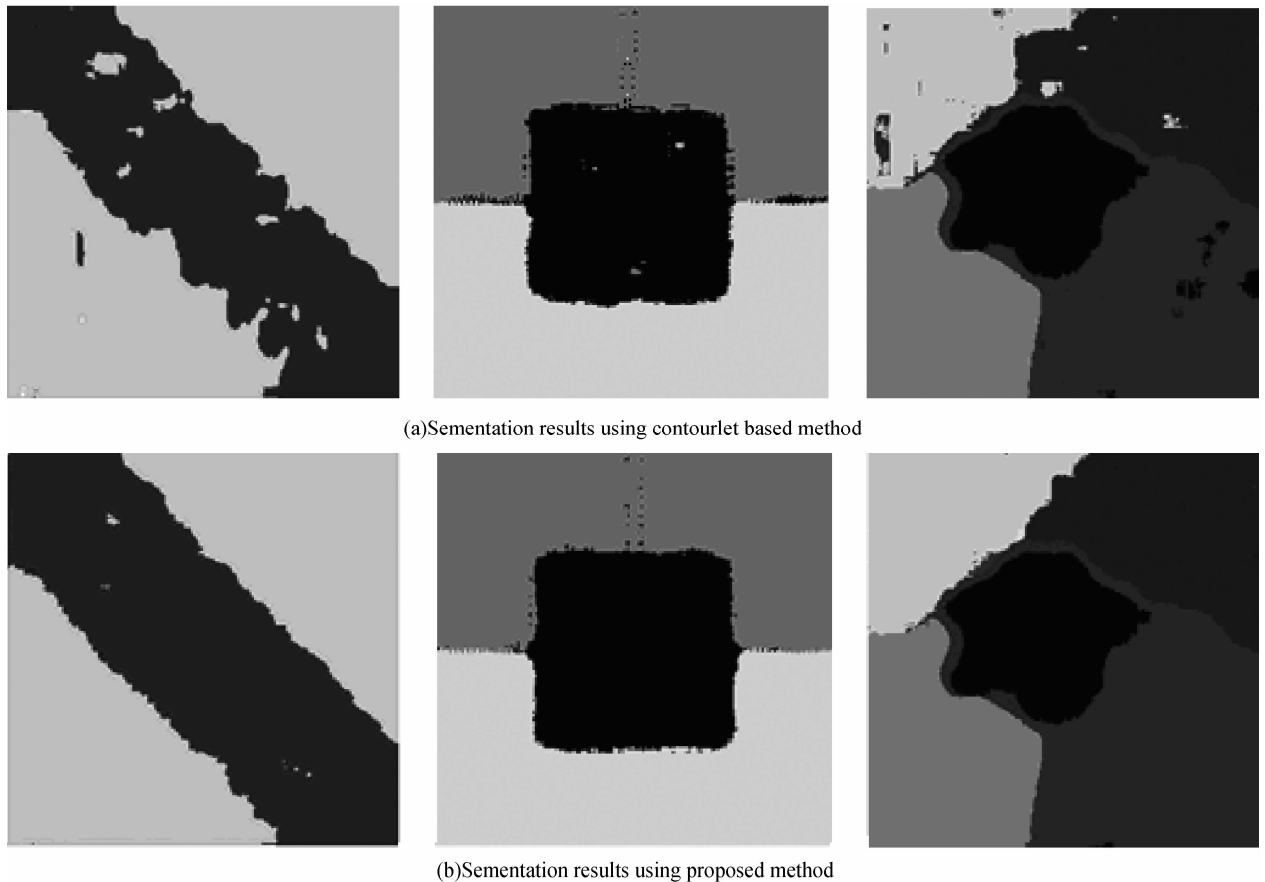 (a)Sementation results using contourlet based method
(b)Sementation results using proposed method